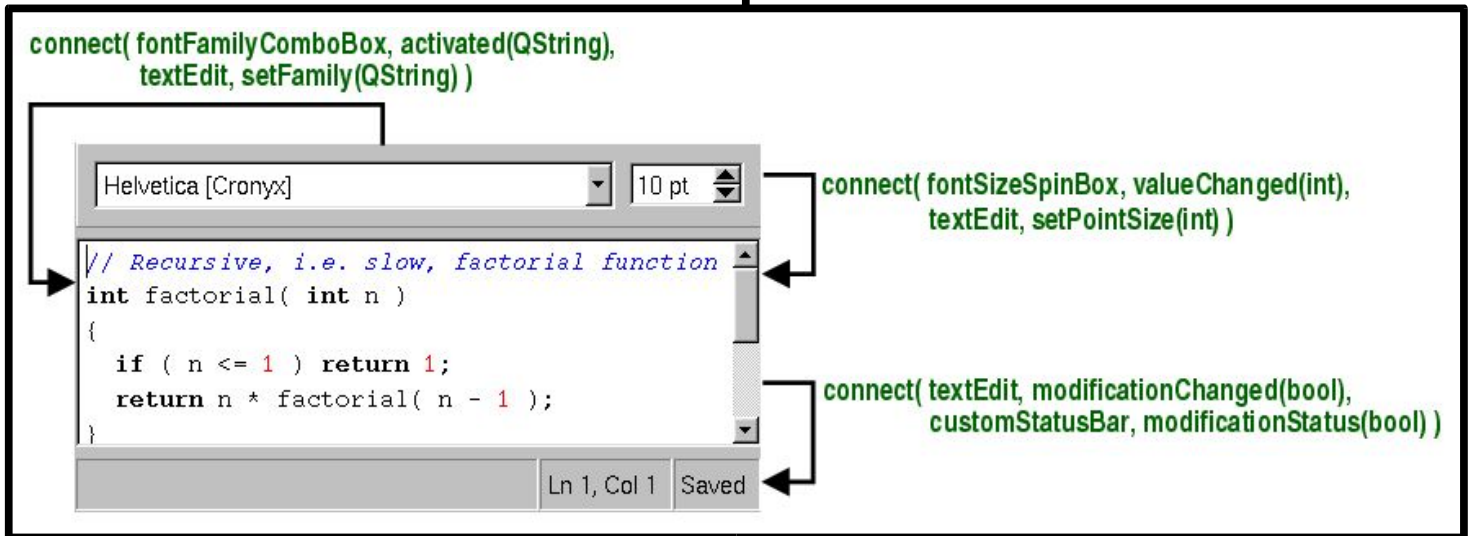 connect( fontFamilyComboBox, activated(QString),
textEdit, setFamily(QString) )
Helvetica [Cronyx]
10 pt
connect( fontSizeSpinBox, valueChanged(int),
textEdit, setPointSize(int) )
// Recursive, i.e. slow, factorial function
int factorial( int n )
{
if ( n <= 1 ) return 1;
return n * factorial( n - 1 );
}
connect( textEdit, modificationChanged(bool),
customStatusBar, modificationStatus(bool) )
Ln 1, Col 1
Saved